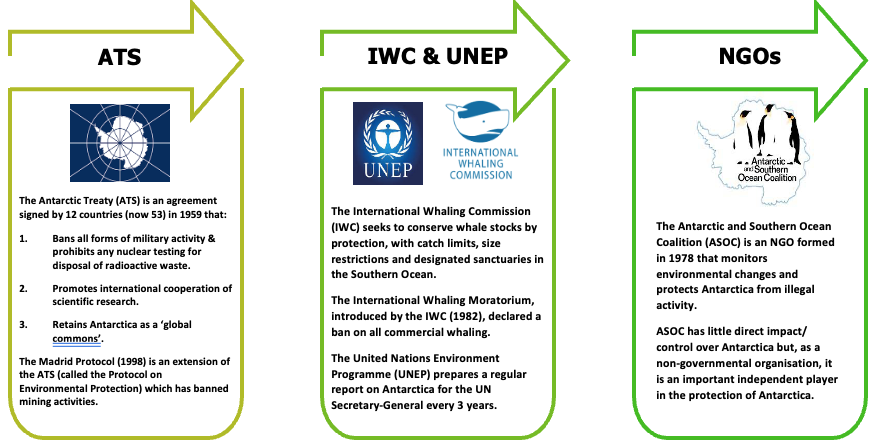 ATS
The Antarctic Treaty (ATS) is an agreement
signed by 12 countries (now 53) in 1959 that:
1. Bans all forms of military activity &
prohibits any nuclear testing for
disposal of radioactive waste.
2. Promotes international cooperation of
scientific research.
3. Retains Antarctica as a ‘global
commons’.
The Madrid Protocol (1998) is an extension of
the ATS (called the Protocol on
Environmental Protection) which has banned
mining activities.
IWC & UNEP
UNEP
INTERNATIONAL
WHALING
COMMISSION
The International Whaling Commission
(IWC) seeks to conserve whale stocks by
protection, with catch limits, size
restrictions and designated sanctuaries in
the Southern Ocean.
The International Whaling Moratorium,
introduced by the IWC (1982), declared a
ban on all commercial whaling.
The United Nations Environment
Programme (UNEP) prepares a regular
report on Antarctica for the UN
Secretary-General every 3 years.
NGOs
Antarctic
and Southern
Ocean Coalition
The Antarctic and Southern Ocean
Coalition (ASOC) is an NGO formed
in 1978 that monitors
environmental changes and
protects Antarctica from illegal
activity.
ASOC has little direct impact/
control over Antarctica but, as a
non-governmental organisation, it
is an important independent player
in the protection of Antarctica.